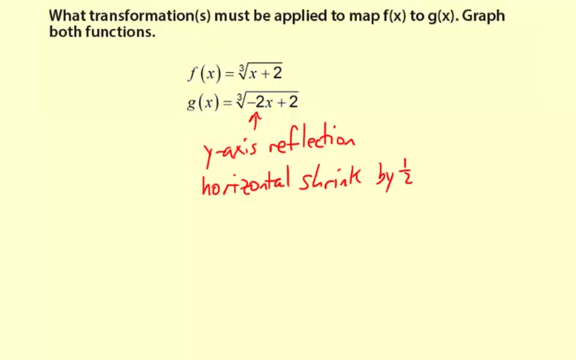 What transformation(s) must be applied to map f(x) to g(x). Graph
both functions.
f(x) = ∛(x + 2)
g(x) = ∛(−2x + 2)
y-axis reflection
horizontal shrink by 1/2